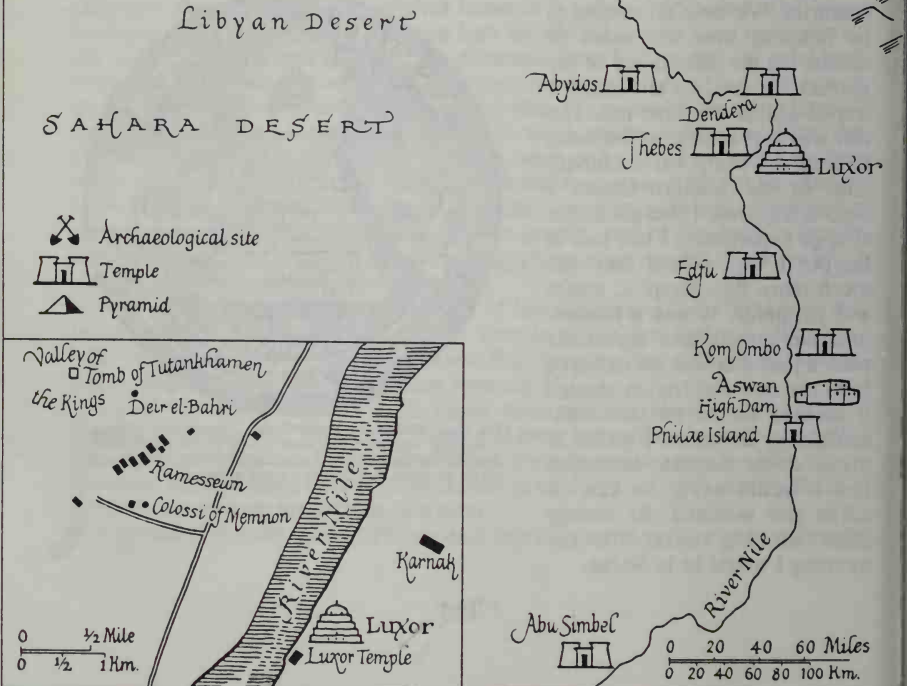 Libyan Desert
SAHARA DESERT
Archaeological site
Temple
Pyramid
Abydos
Dendera
Thebes
Luxor
Edfu
Kom Ombo
Aswan
High Dam
Philae Island
River Nile
Abu Simbel
0 20 40 60 Miles
0 20 40 60 80 100 Km.
Valley of
the Kings
Tomb of Tutankhamen
Deir el-Bahri
Ramesseum
Colossi of Memnon
River Nile
Karnak
Luxor
Luxor Temple
0 ½ Mile
0 ½ 1 Km.